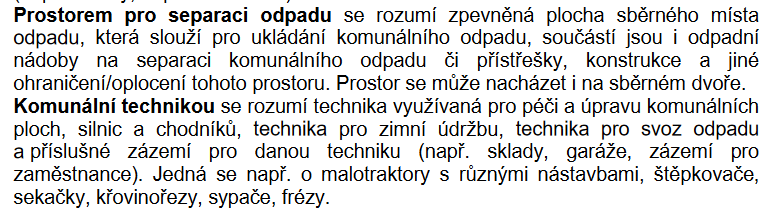 Prostorem pro separaci odpadu se rozumí zpevněná plocha sběrného místa
odpadu, která slouží pro ukládání komunálního odpadu, součástí jsou i odpadní
nádoby na separaci komunálního odpadu či přístřešky, konstrukce a jiné
ohraničení/oplocení tohoto prostoru. Prostor se může nacházet i na sběrném dvoře.
Komunální technikou se rozumí technika využívaná pro péči a úpravu komunálních
ploch, silnic a chodníků, technika pro zimní údržbu, technika pro svoz odpadu
a příslušné zázemí pro danou techniku (např. sklady, garáže, zázemí pro
zaměstnance). Jedná se např. o malotraktory s různými nástavbami, štěpkovače,
sekačky, křovinořezy, sypače, frézy.